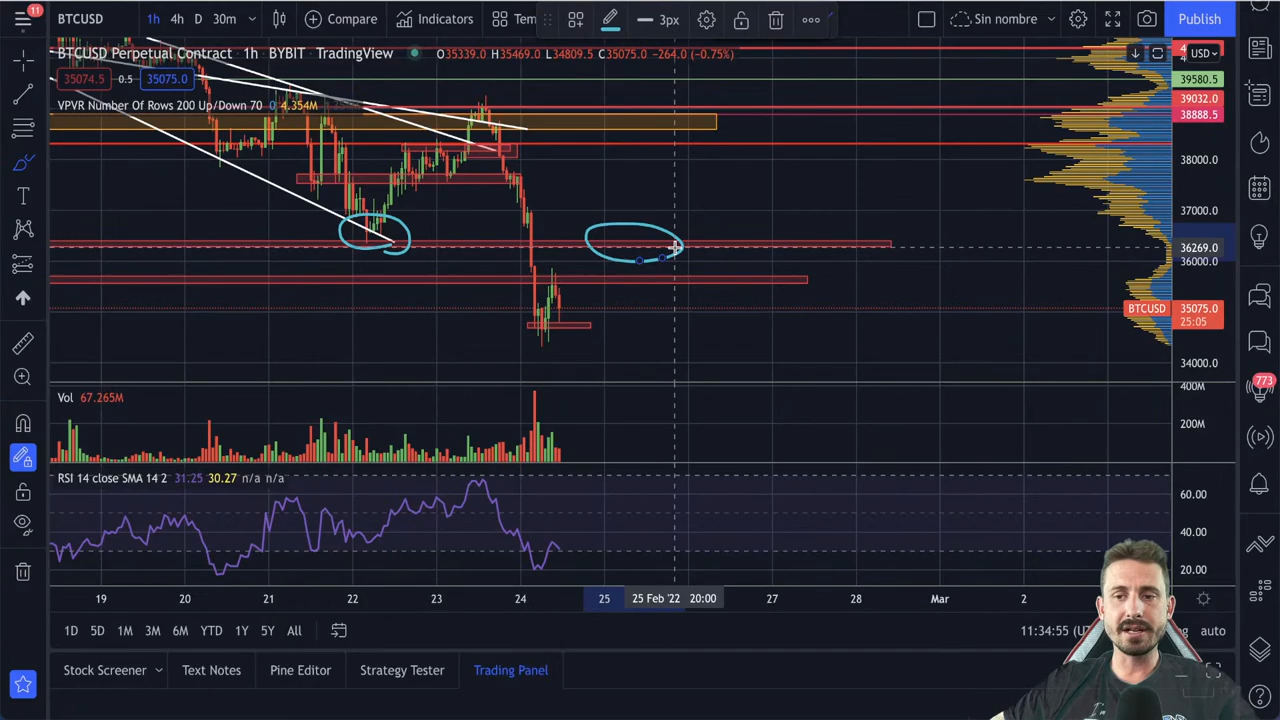 11
BTCUSD 1h 4h D 30m Compare Indicators Tem 3px Sin nombre Publish
BTCUSD Perpetual Contract · 1h · BYBIT · TradingView O35339.0 H35469.0 L34809.5 C35075.0 -264.0 (-0.75%)
USD
35074.5 0.5 35075.0
VPVR Number Of Rows 200 Up/Down 70 0 4.354M
39580.5
39032.0
38888.5
38000.0
37000.0
36269.0
36000.0
BTCUSD 35075.0
25:05
34000.0
Vol 67.265M
400M
200M
773
RSI 14 close SMA 14 2 31.25 30.27 n/a n/a
60.00
40.00
20.00
19 20 21 22 23 24 25 25 Feb '22 20:00 27 28 Mar 2
1D 5D 1M 3M 6M YTD 1Y 5Y All 11:34:55 (U auto
Stock Screener Text Notes Pine Editor Strategy Tester Trading Panel